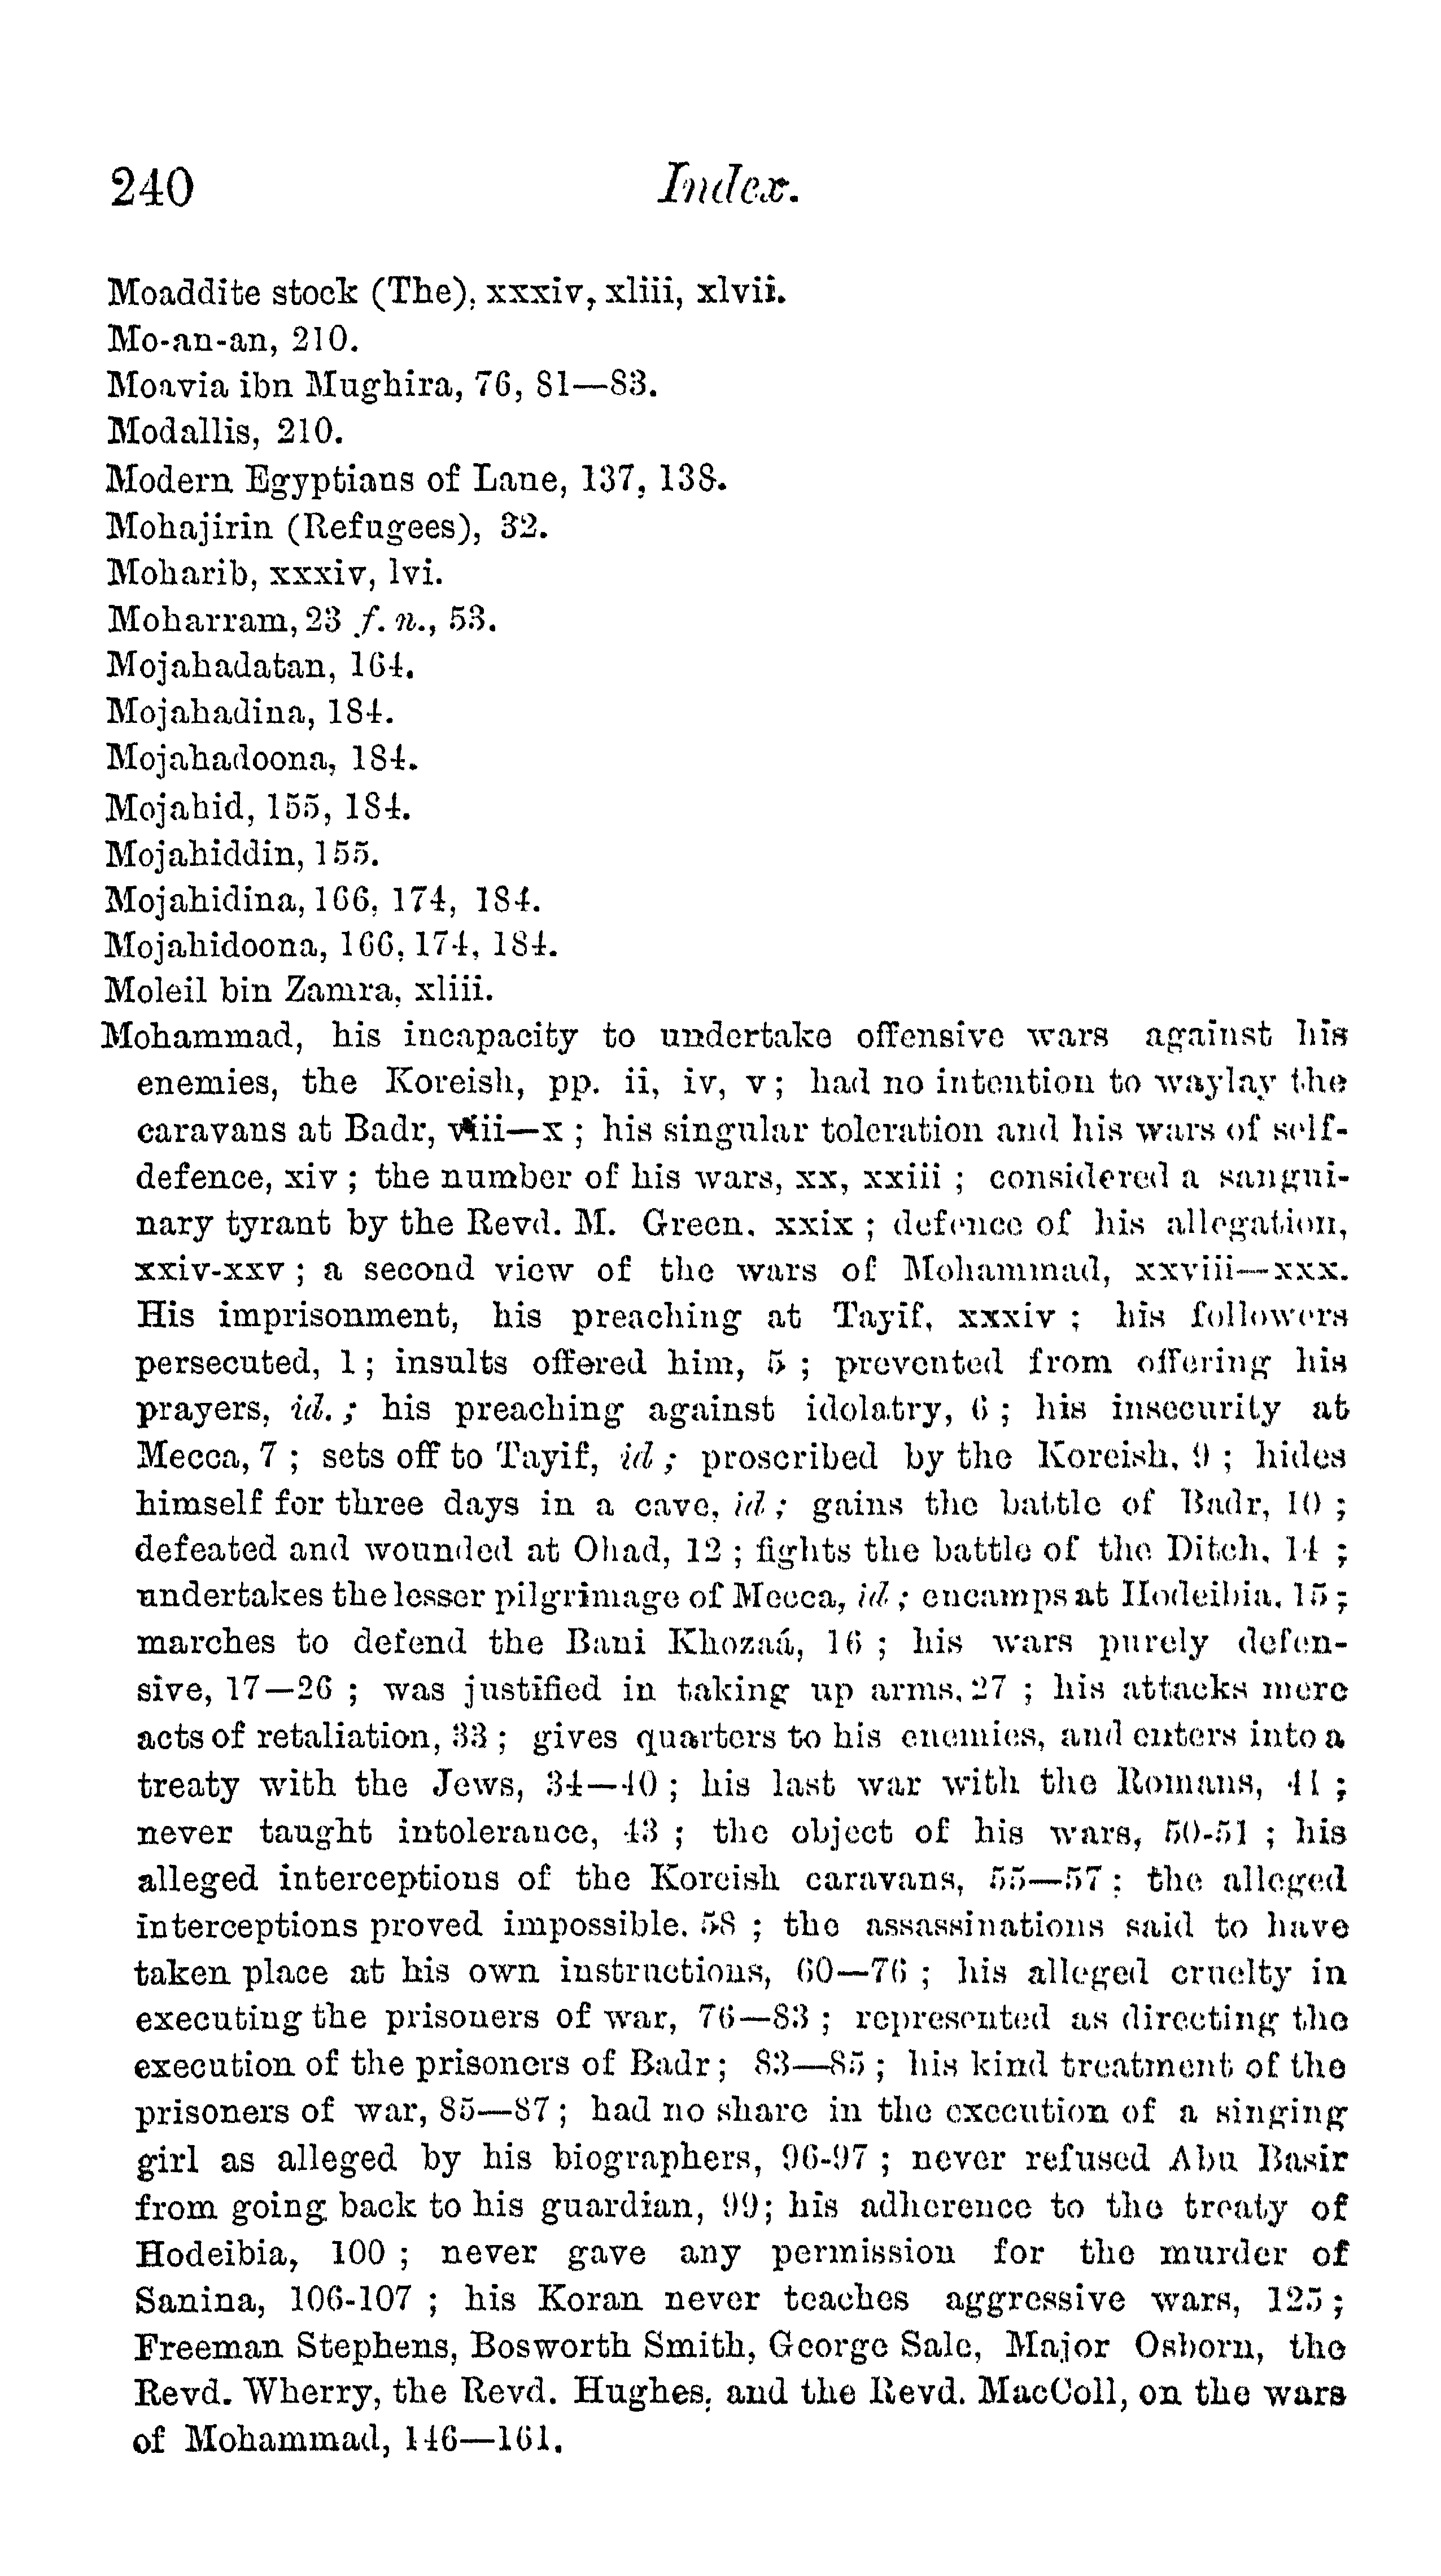 240 Index.
Moaddite stock (The), xxxiv, xliii, xlvii.
Mo-an-an, 210.
Moavia ibn Mughira, 76, 81—83.
Modallis, 210.
Modern Egyptians of Lane, 137, 138.
Mohajirin (Refugees), 32.
Moharib, xxxiv, lvi.
Moharram, 23 f. n., 53.
Mojahadatan, 164.
Mojahadina, 184.
Mojahadoona, 184.
Mojahid, 155, 184.
Mojahiddin, 155.
Mojahidina, 166, 174, 184.
Mojahidoona, 166, 174, 184.
Moleil bin Zamra, xliii.
Mohammad, his incapacity to undertake offensive wars against his
enemies, the Koreish, pp. ii, iv, v; had no intention to waylay the
caravans at Badr, viii—x ; his singular toleration and his wars of self-
defence, xiv ; the number of his wars, xx, xxiii ; considered a sangui-
nary tyrant by the Revd. M. Green, xxix ; defence of his allegation,
xxiv-xxv ; a second view of the wars of Mohammad, xxviii—xxx.
His imprisonment, his preaching at Tayif, xxxiv ; his followers
persecuted, 1 ; insults offered him, 5 ; prevented from offering his
prayers, id. ; his preaching against idolatry, 6 ; his insecurity at
Mecca, 7 ; sets off to Tayif, id ; proscribed by the Koreish, 9 ; hides
himself for three days in a cave, id ; gains the battle of Badr, 10 ;
defeated and wounded at Ohad, 12 ; fights the battle of the Ditch, 14 ;
undertakes the lesser pilgrimage of Mecca, id ; encamps at Hodeibia, 15 ;
marches to defend the Bani Khozaá, 16 ; his wars purely defen-
sive, 17—26 ; was justified in taking up arms, 27 ; his attacks mere
acts of retaliation, 33 ; gives quarters to his enemies, and enters into a
treaty with the Jews, 34—40 ; his last war with the Romans, 41 ;
never taught intolerance, 43 ; the object of his wars, 50-51 ; his
alleged interceptions of the Koreish caravans, 55—57 ; the alleged
interceptions proved impossible, 58 ; the assassinations said to have
taken place at his own instructions, 60—76 ; his alleged cruelty in
executing the prisoners of war, 76—83 ; represented as directing the
execution of the prisoners of Badr; 83—85 ; his kind treatment of the
prisoners of war, 85—87 ; had no share in the execution of a singing
girl as alleged by his biographers, 96-97 ; never refused Abu Basir
from going back to his guardian, 99; his adherence to the treaty of
Hodeibia, 100 ; never gave any permission for the murder of
Sanina, 106-107 ; his Koran never teaches aggressive wars, 125 ;
Freeman Stephens, Bosworth Smith, George Sale, Major Osborn, the
Revd. Wherry, the Revd. Hughes, and the Revd. MacColl, on the wars
of Mohammad, 146—161.